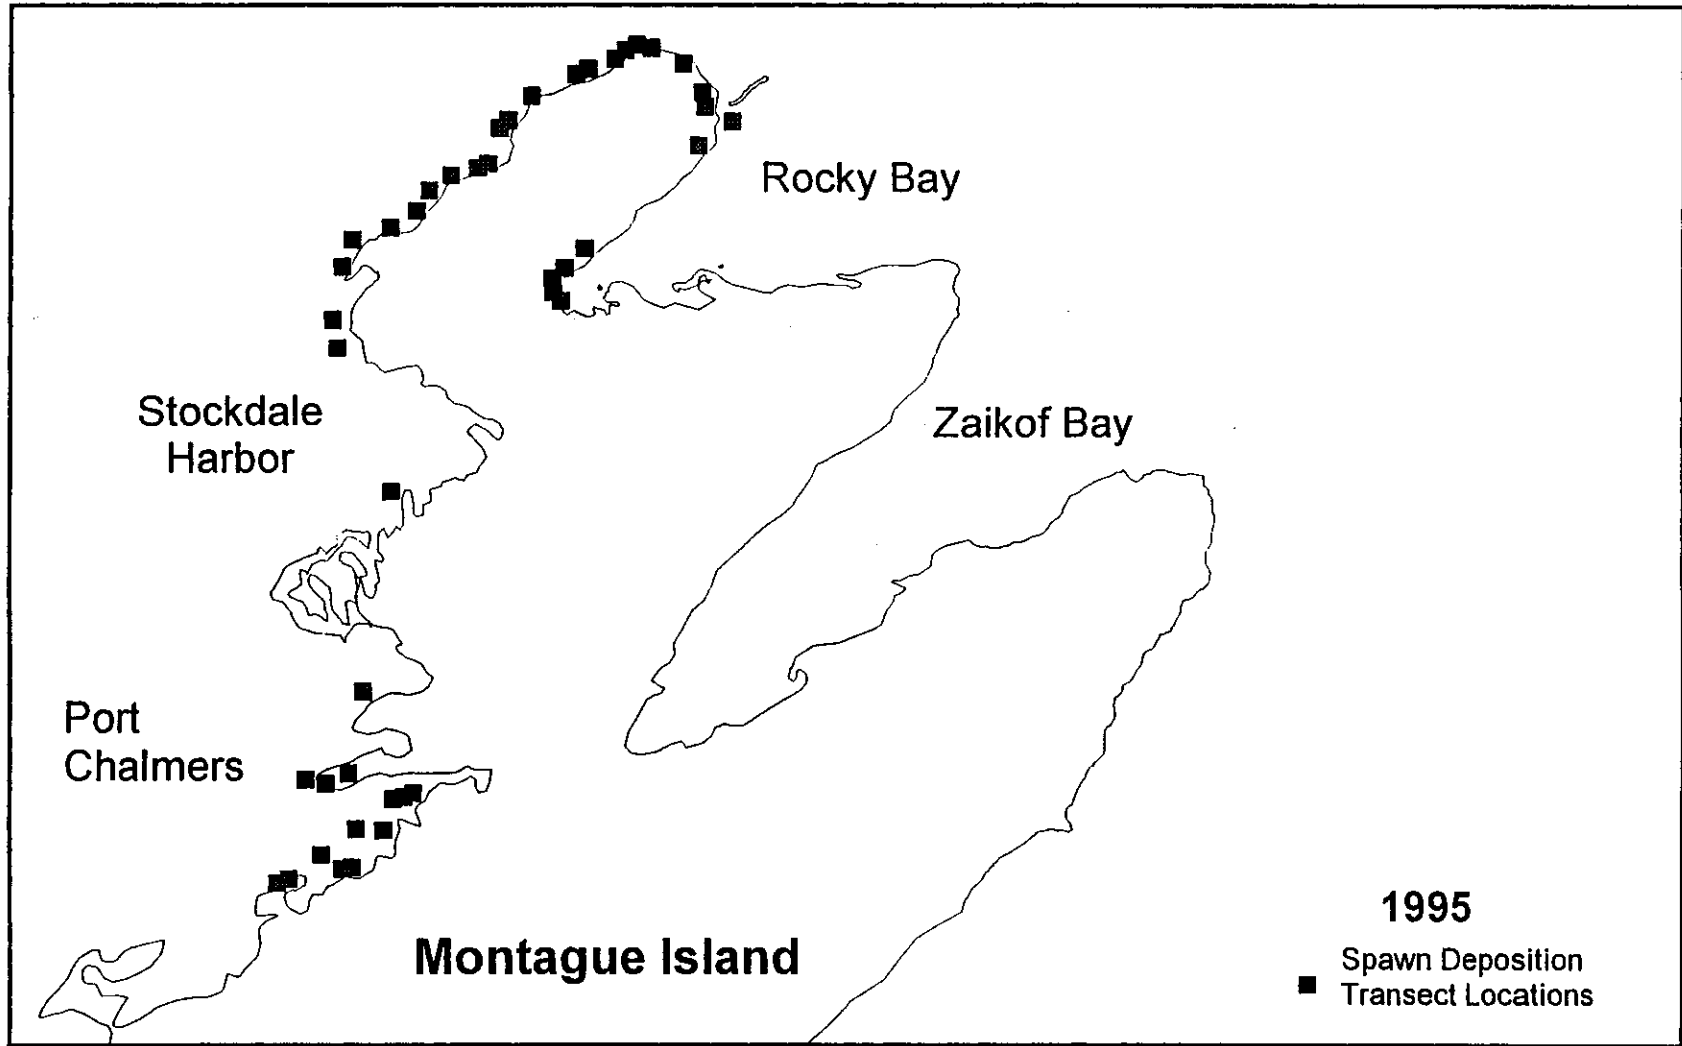 Rocky Bay
Stockdale
Harbor
Zaikof Bay
Port
Chalmers
Montague Island
1995
Spawn Deposition
Transect Locations